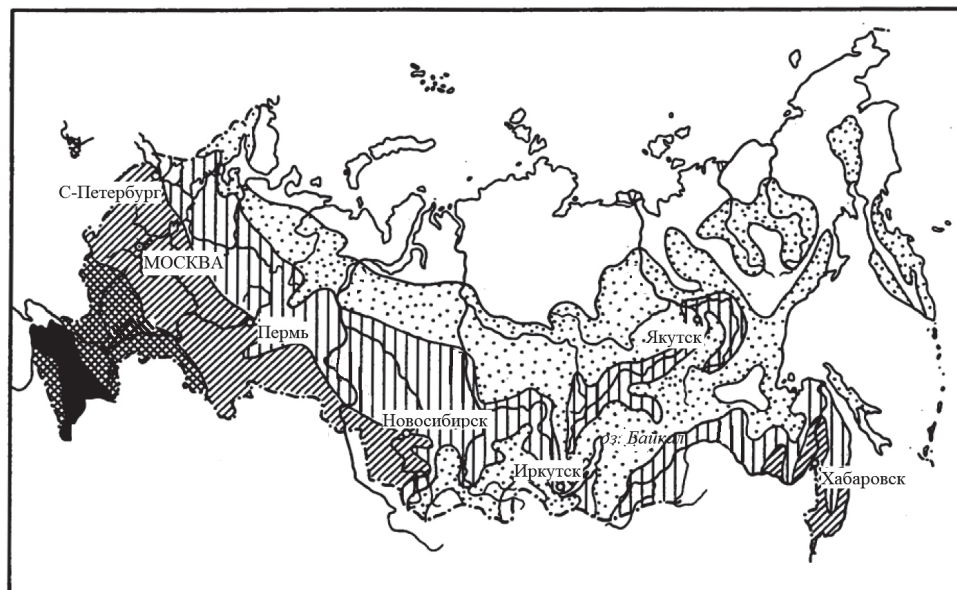 С-Петербург
МОСКВА
Пермь
Якутск
Новосибирск
оз. Байкал
Иркутск
Хабаровск